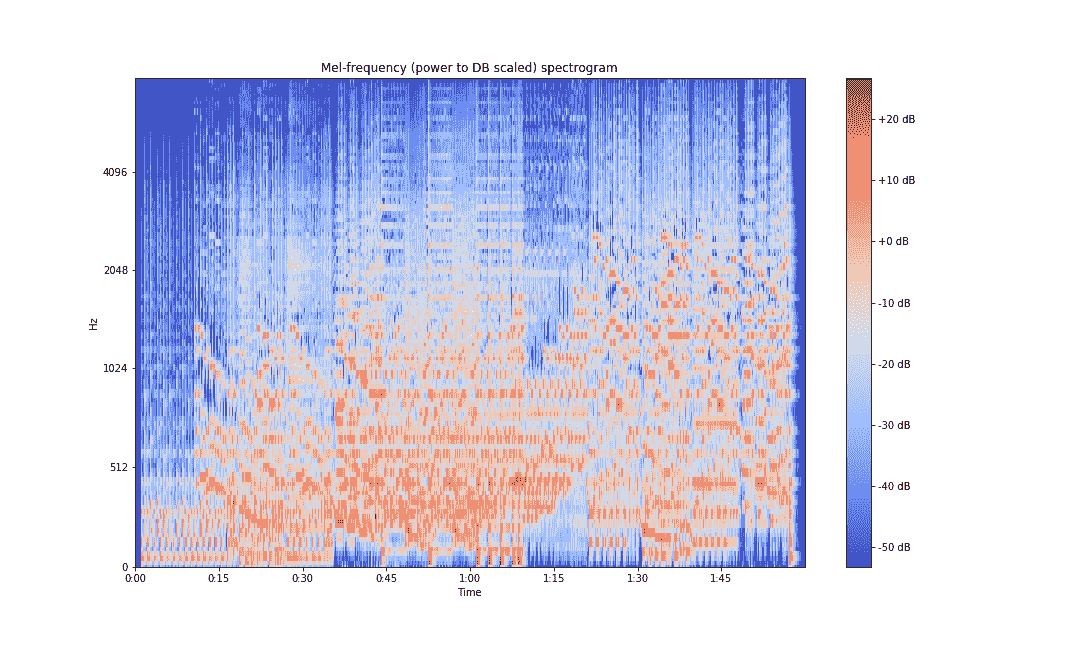 Mel-frequency (power to DB scaled) spectrogram
Hz
4096
2048
1024
512
0
0:00 0:15 0:30 0:45 1:00 1:15 1:30 1:45
Time
+20 dB
+10 dB
+0 dB
-10 dB
-20 dB
-30 dB
-40 dB
-50 dB